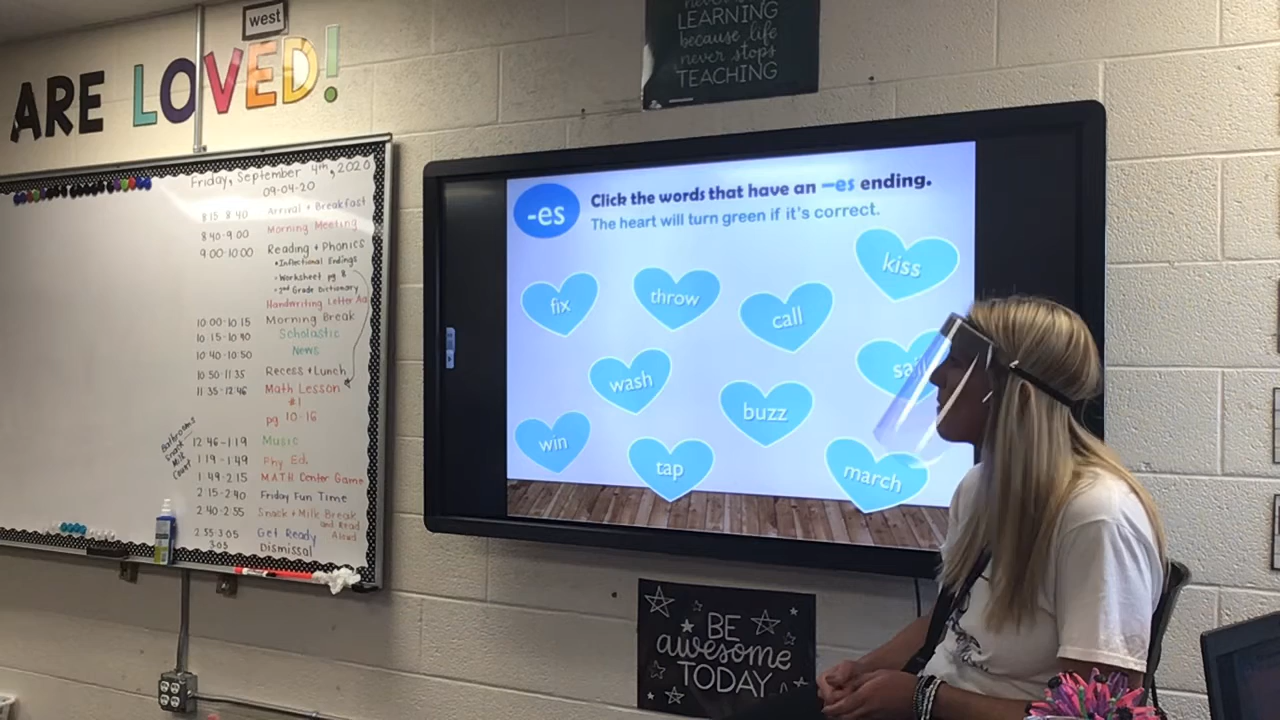 west
ARE LOVED!
never stop
LEARNING
because life
never stops
TEACHING
Friday, September 4th, 2020
09-04-20
8:15-8:40 Arrival + Breakfast
8:40-9:00 Morning Meeting
9:00-10:00 Reading + Phonics
• Inflectional Endings
• Worksheet pg 8
• 2nd Grade Dictionary
Handwriting Letter Aa
10:00-10:15 Morning Break
10:15-10:40 Scholastic
10:40-10:50 News
10:50-11:35 Recess + Lunch
11:35-12:46 Math Lesson
#1
pg 10-16
Bathrooms
Snack
Milk
Count
12:46-1:19 Music
1:19-1:49 Phy Ed.
1:49-2:15 MATH Center Game
2:15-2:40 Friday Fun Time
2:40-2:55 Snack + Milk Break
and Read
Aloud
2:55-3:05 Get Ready
3:05 Dismissal
-es
Click the words that have an -es ending.
The heart will turn green if it's correct.
kiss
fix
throw
call
wash
buzz
win
tap
march
BE
awesome
TODAY